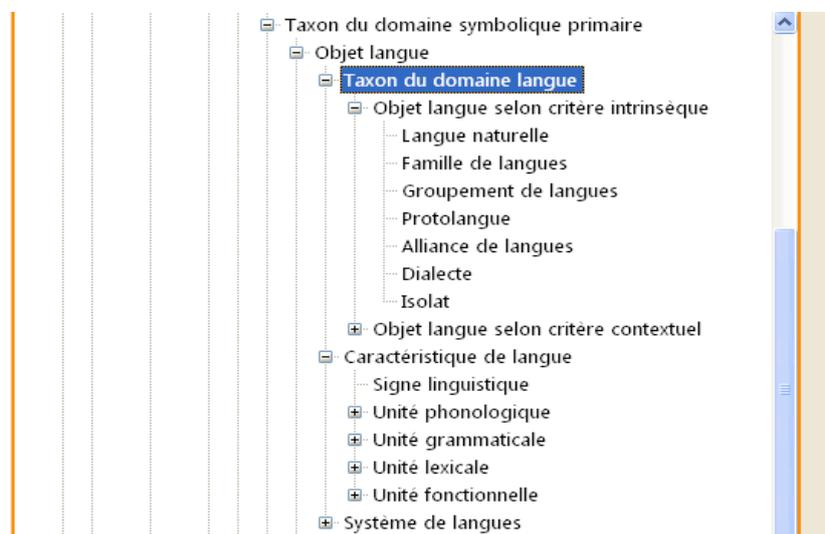 Taxon du domaine symbolique primaire
Objet langue
Taxon du domaine langue
Objet langue selon critère intrinsèque
Langue naturelle
Famille de langues
Groupement de langues
Protolangue
Alliance de langues
Dialecte
Isolat
Objet langue selon critère contextuel
Caractéristique de langue
Signe linguistique
Unité phonologique
Unité grammaticale
Unité lexicale
Unité fonctionnelle
Système de langues